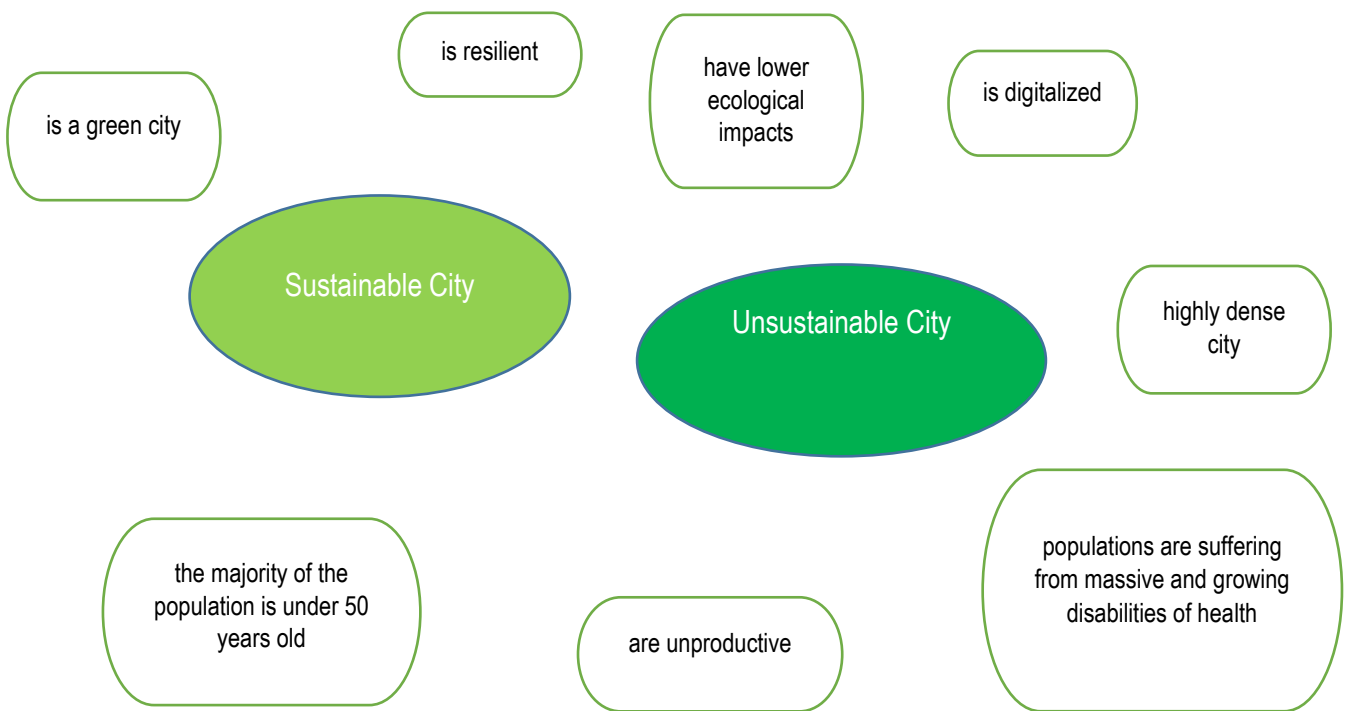 is resilient
have lower
ecological
impacts
is digitalized
is a green city
Sustainable City
Unsustainable City
highly dense
city
the majority of the
population is under 50
years old
are unproductive
populations are suffering
from massive and growing
disabilities of health